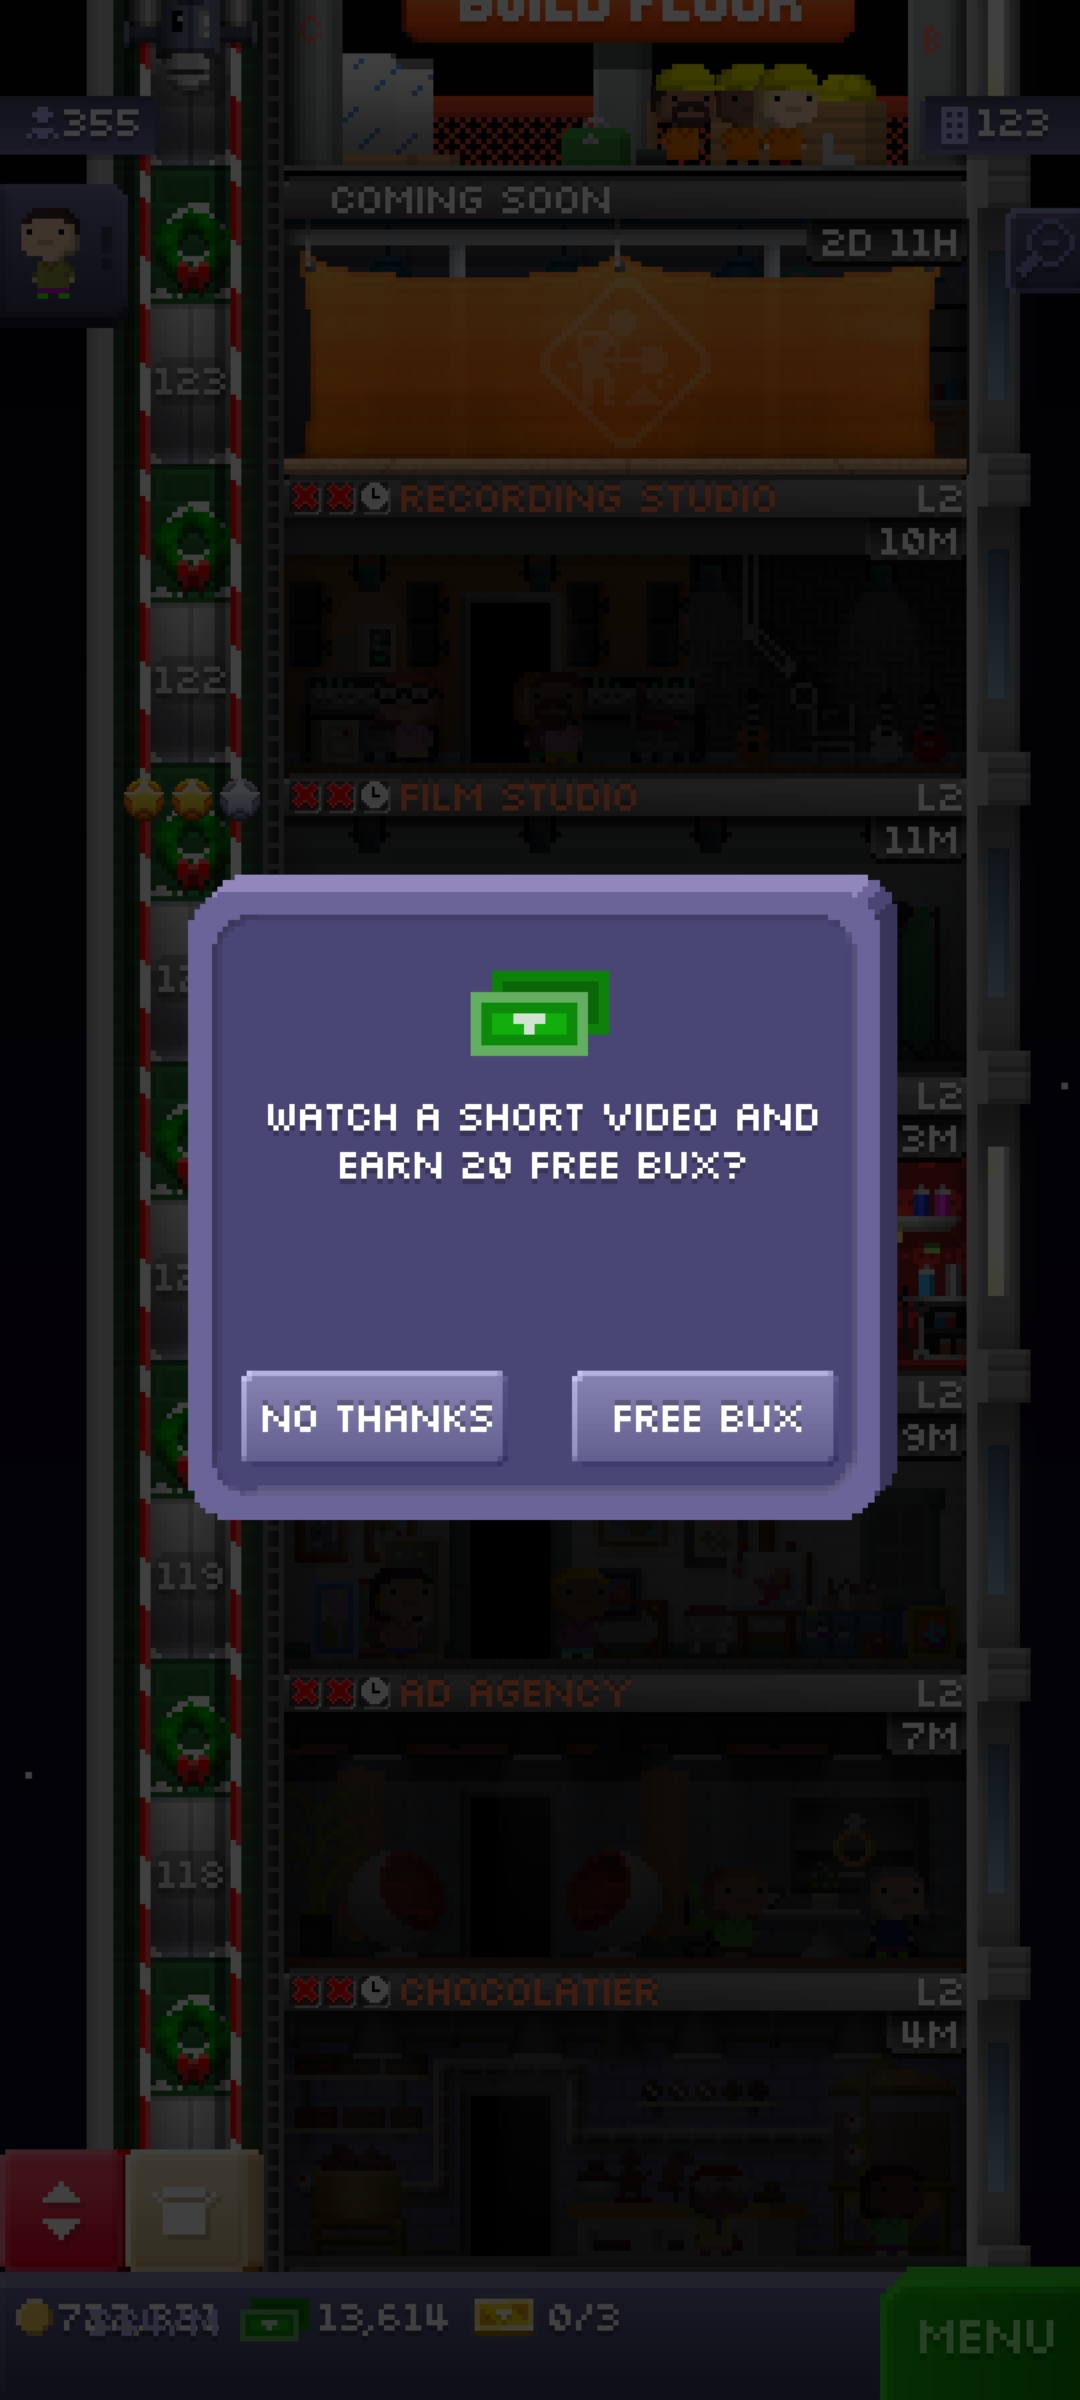 BUILD FLOOR
C
B
355
123
COMING SOON
2D 11H
123
RECORDING STUDIO
L2
10M
122
FILM STUDIO
L2
11M
L2
3M
WATCH A SHORT VIDEO AND
EARN 20 FREE BUX?
NO THANKS
FREE BUX
L2
9M
119
AD AGENCY
L2
7M
118
CHOCOLATIER
L2
4M
13,614
0/3
MENU